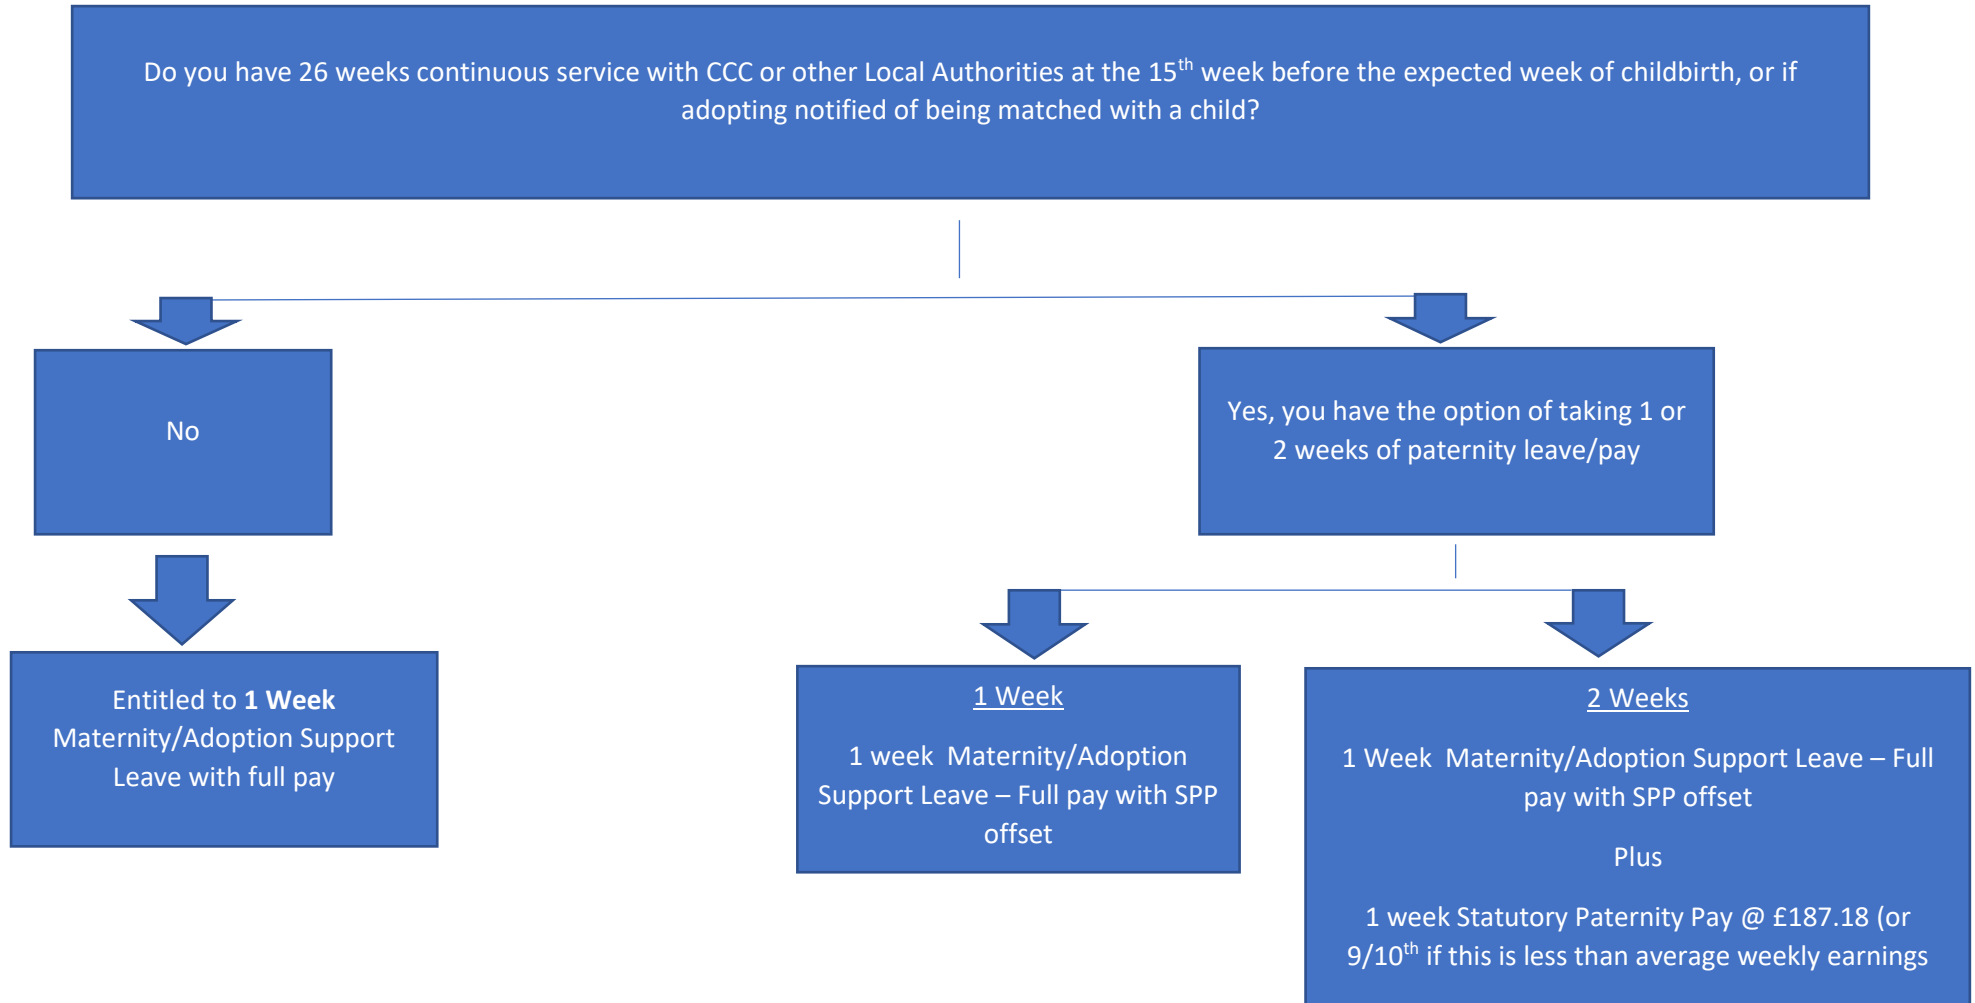 Do you have 26 weeks continuous service with CCC or other Local Authorities at the 15th week before the expected week of childbirth, or if
adopting notified of being matched with a child?
No
Yes, you have the option of taking 1 or
2 weeks of paternity leave/pay
Entitled to 1 Week
Maternity/Adoption Support
Leave with full pay
1 Week
1 week Maternity/Adoption
Support Leave – Full pay with SPP
offset
2 Weeks
1 Week Maternity/Adoption Support Leave – Full
pay with SPP offset
Plus
1 week Statutory Paternity Pay @ £187.18 (or
9/10th if this is less than average weekly earnings